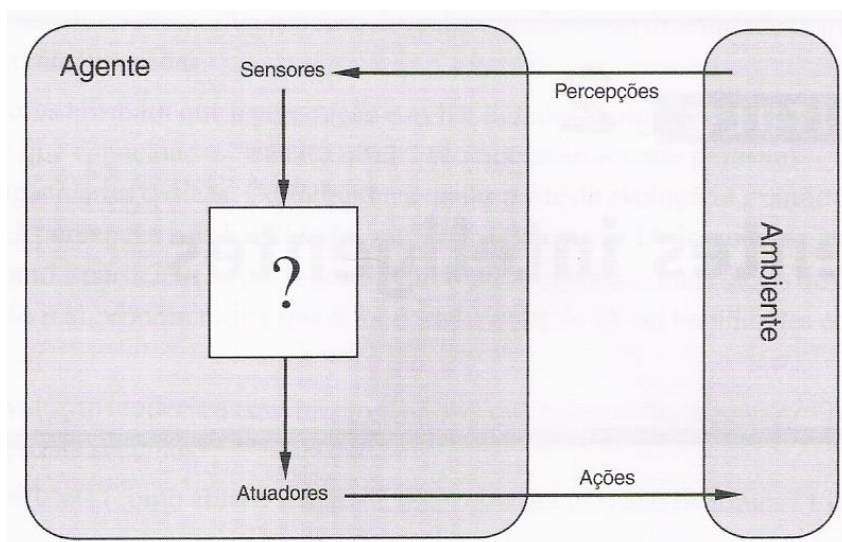 Agente
Sensores
Percepções
?
Ambiente
Atuadores
Ações